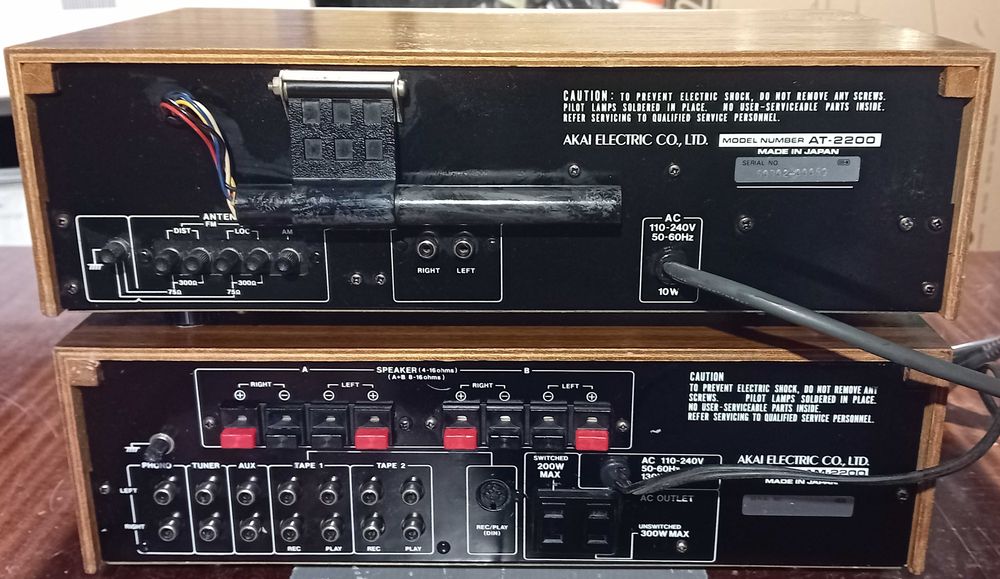 CAUTION: TO PREVENT ELECTRIC SHOCK, DO NOT REMOVE ANY SCREWS.
PILOT LAMPS SOLDERED IN PLACE. NO USER-SERVICEABLE PARTS INSIDE.
REFER SERVICING TO QUALIFIED SERVICE PERSONNEL.
AKAI ELECTRIC CO., LTD. MODEL NUMBER AT-2200
MADE IN JAPAN
SERIAL NO
ANTEN
FM
DIST LOC AM
300Ω 300Ω
75Ω 75Ω
RIGHT LEFT
AC
110-240V
50-60Hz
10W
SPEAKER (4-16ohms)
(A+B 8-16ohms)
A B
RIGHT LEFT RIGHT LEFT
⊕ ⊖ ⊖ ⊕ ⊕ ⊖ ⊖ ⊕
CAUTION
TO PREVENT ELECTRIC SHOCK, DO NOT REMOVE ANY
SCREWS. PILOT LAMPS SOLDERED IN PLACE.
NO USER-SERVICEABLE PARTS INSIDE.
REFER SERVICING TO QUALIFIED SERVICE PERSONNEL.
PHONO TUNER AUX TAPE 1 TAPE 2
LEFT
RIGHT
REC PLAY REC PLAY
REC/PLAY
(DIN)
SWITCHED
200W
MAX
AC 110-240V
50-60Hz
AC OUTLET
UNSWITCHED
300W MAX
AKAI ELECTRIC CO., LTD.
MADE IN JAPAN